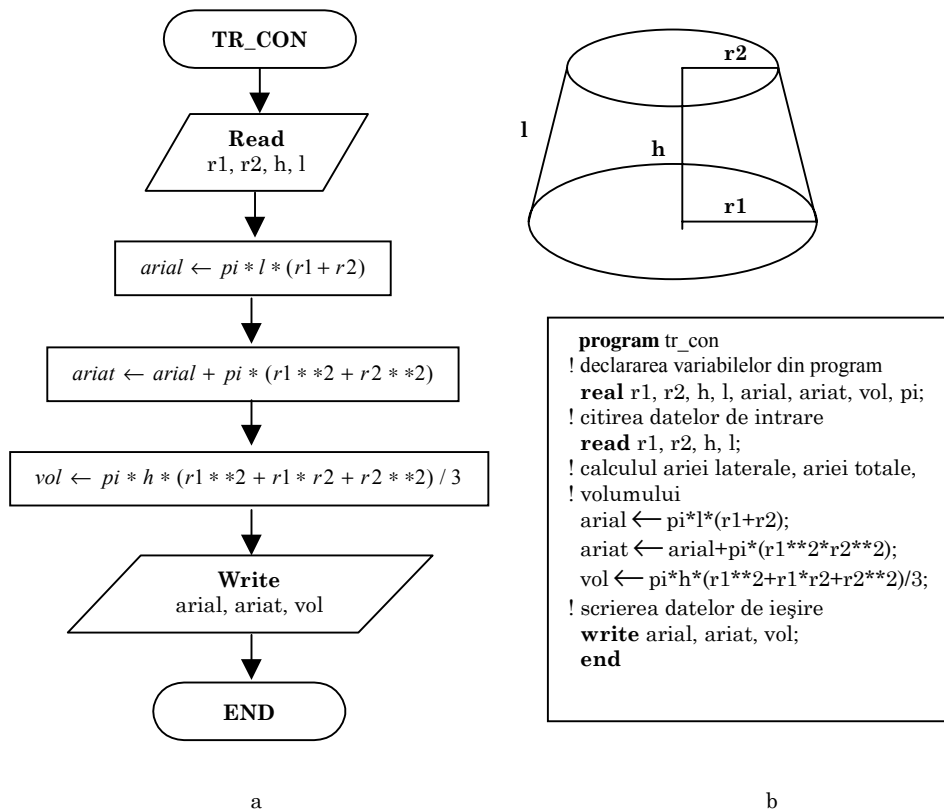 TR_CON
Read
r1, r2, h, l
arial ← pi * l * (r1 + r2)
ariat ← arial + pi * (r1 * *2 + r2 * *2)
vol ← pi * h * (r1 * *2 + r1 * r2 + r2 * *2) / 3
Write
arial, ariat, vol
END
a
r2
l
h
r1
program tr_con
! declararea variabilelor din program
real r1, r2, h, l, arial, ariat, vol, pi;
! citirea datelor de intrare
read r1, r2, h, l;
! calculul ariei laterale, ariei totale,
! volumului
arial ← pi*l*(r1+r2);
ariat ← arial+pi*(r1**2*r2**2);
vol ← pi*h*(r1**2+r1*r2+r2**2)/3;
! scrierea datelor de ieşire
write arial, ariat, vol;
end
b